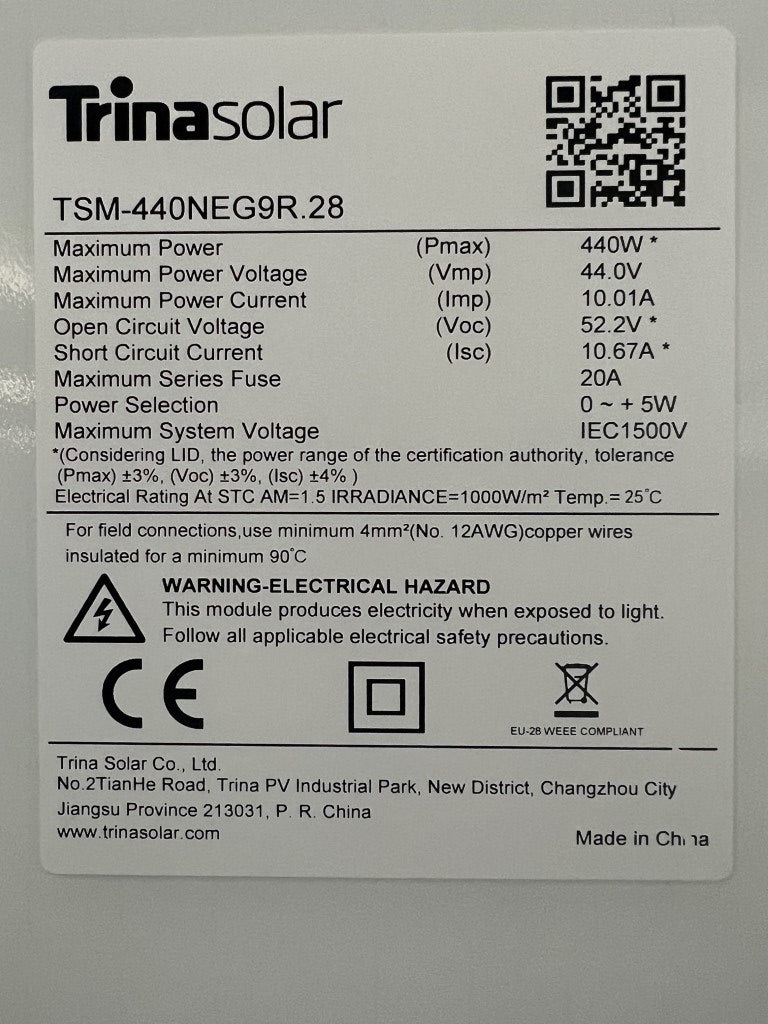 Trinasolar
TSM-440NEG9R.28
Maximum Power (Pmax) 440W *
Maximum Power Voltage (Vmp) 44.0V
Maximum Power Current (Imp) 10.01A
Open Circuit Voltage (Voc) 52.2V *
Short Circuit Current (Isc) 10.67A *
Maximum Series Fuse 20A
Power Selection 0 ~ + 5W
Maximum System Voltage IEC1500V
*(Considering LID, the power range of the certification authority, tolerance
(Pmax) ±3%, (Voc) ±3%, (Isc) ±4% )
Electrical Rating At STC AM=1.5 IRRADIANCE=1000W/m² Temp.= 25°C
For field connections,use minimum 4mm²(No. 12AWG)copper wires
insulated for a minimum 90°C
WARNING-ELECTRICAL HAZARD
This module produces electricity when exposed to light.
Follow all applicable electrical safety precautions.
CE
EU-28 WEEE COMPLIANT
Trina Solar Co., Ltd.
No.2TianHe Road, Trina PV Industrial Park, New District, Changzhou City
Jiangsu Province 213031, P. R. China
www.trinasolar.com
Made in China